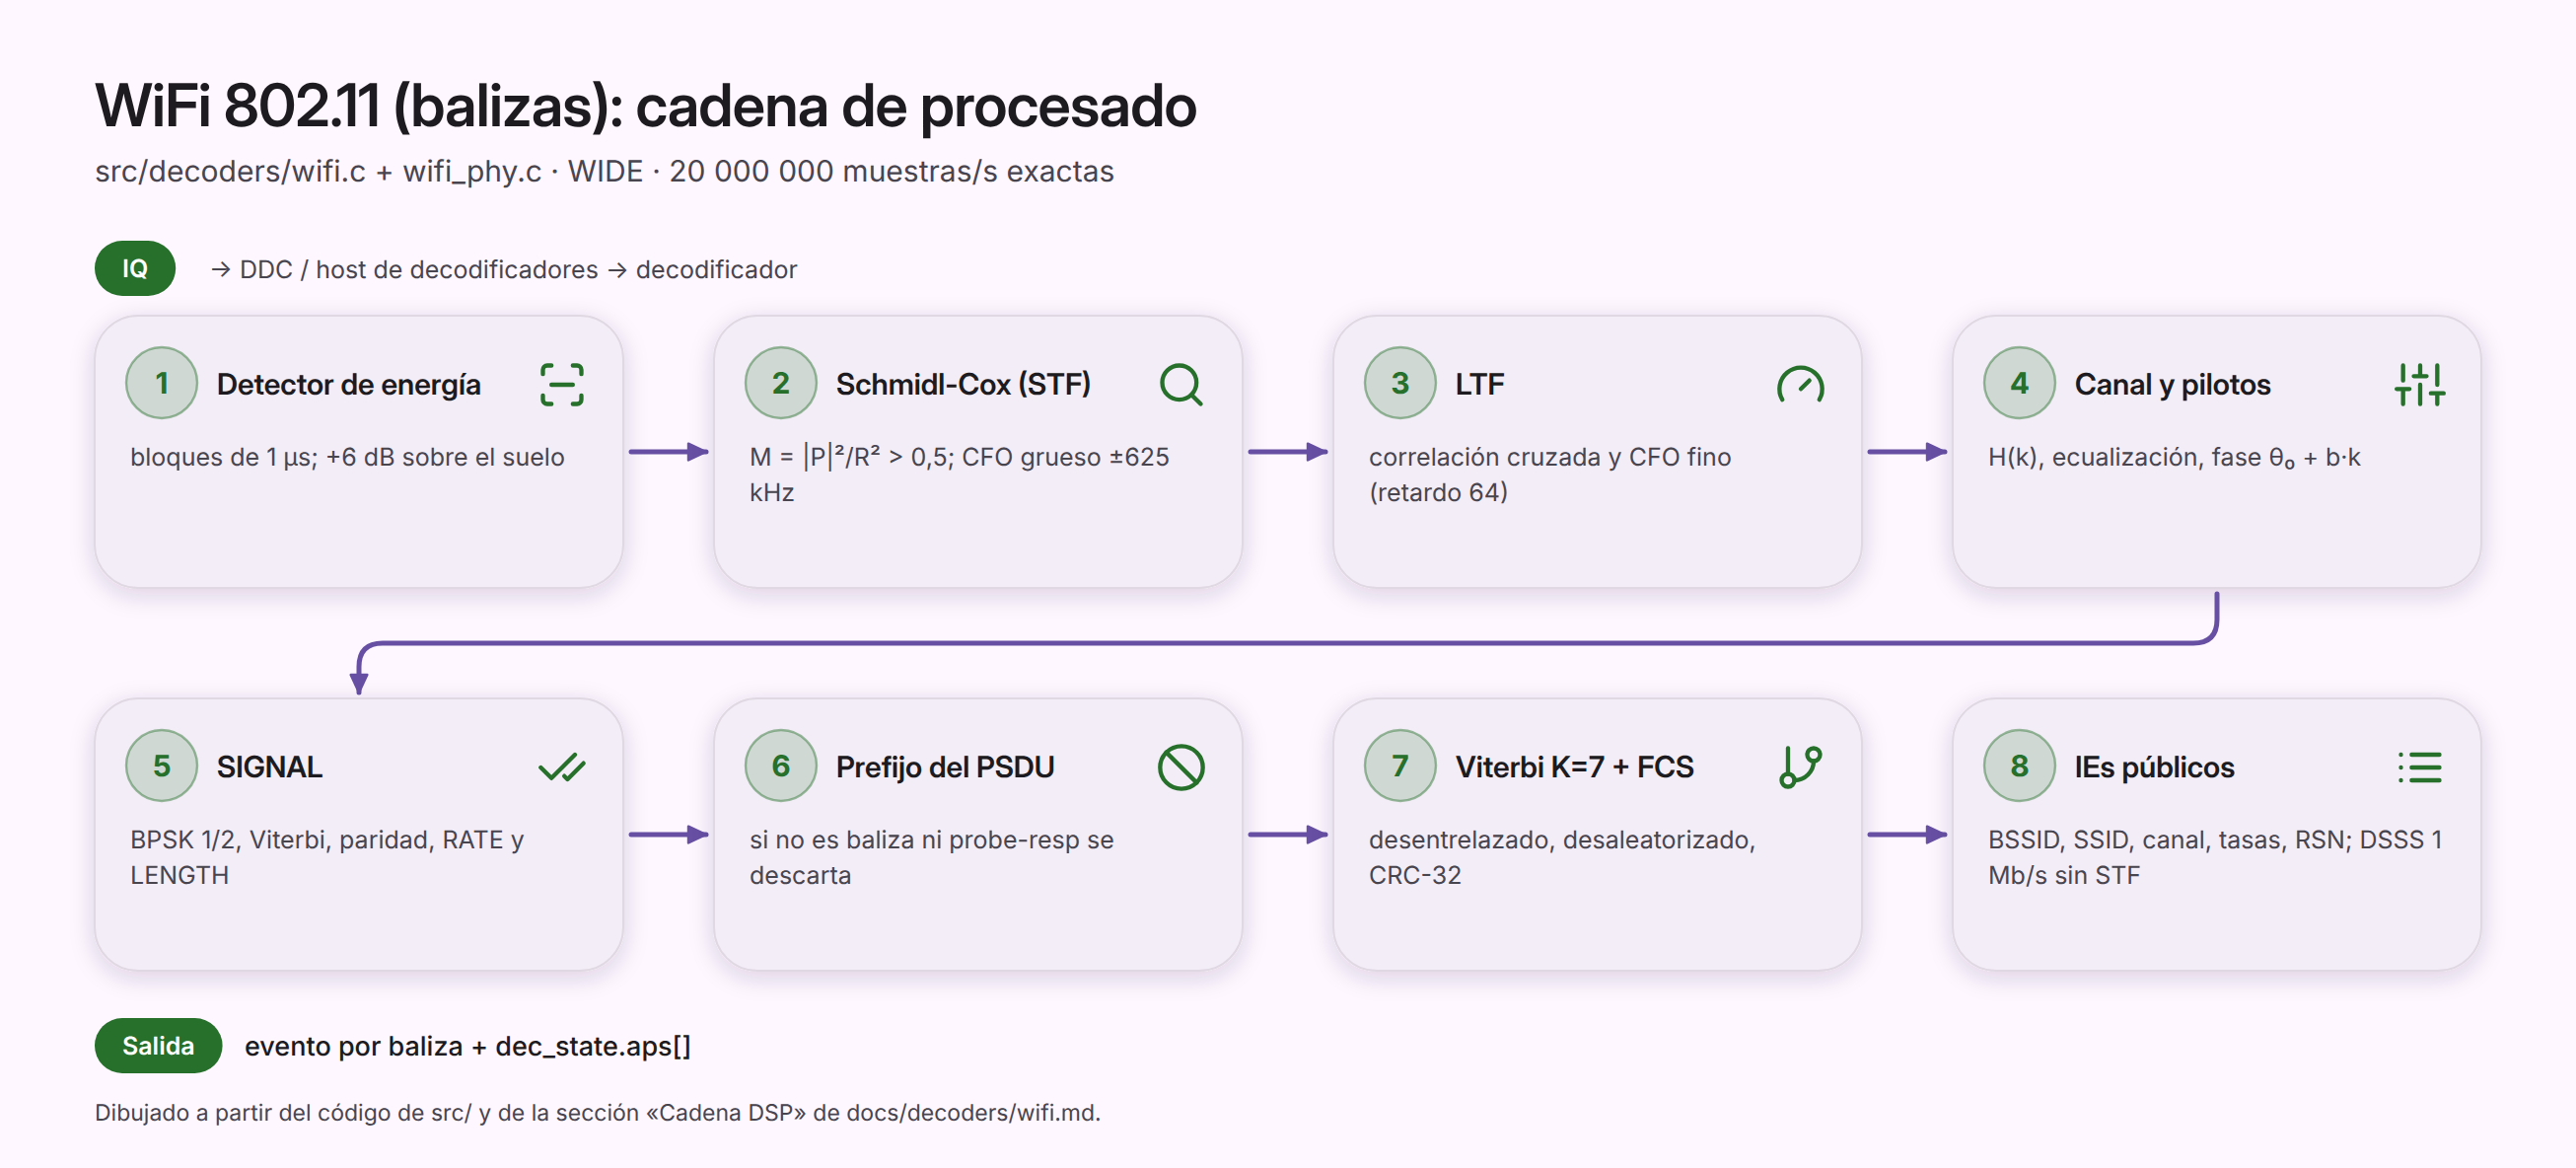 WiFi 802.11 (balizas): cadena de procesado
src/decoders/wifi.c + wifi_phy.c · WIDE · 20 000 000 muestras/s exactas
IQ → DDC / host de decodificadores → decodificador
1 Detector de energía
bloques de 1 µs; +6 dB sobre el suelo
2 Schmidl-Cox (STF)
M = |P|²/R² > 0,5; CFO grueso ±625
kHz
3 LTF
correlación cruzada y CFO fino
(retardo 64)
4 Canal y pilotos
H(k), ecualización, fase θ₀ + b·k
5 SIGNAL
BPSK 1/2, Viterbi, paridad, RATE y
LENGTH
6 Prefijo del PSDU
si no es baliza ni probe-resp se
descarta
7 Viterbi K=7 + FCS
desentrelazado, desaleatorizado,
CRC-32
8 IEs públicos
BSSID, SSID, canal, tasas, RSN; DSSS 1
Mb/s sin STF
Salida evento por baliza + dec_state.aps[]
Dibujado a partir del código de src/ y de la sección «Cadena DSP» de docs/decoders/wifi.md.